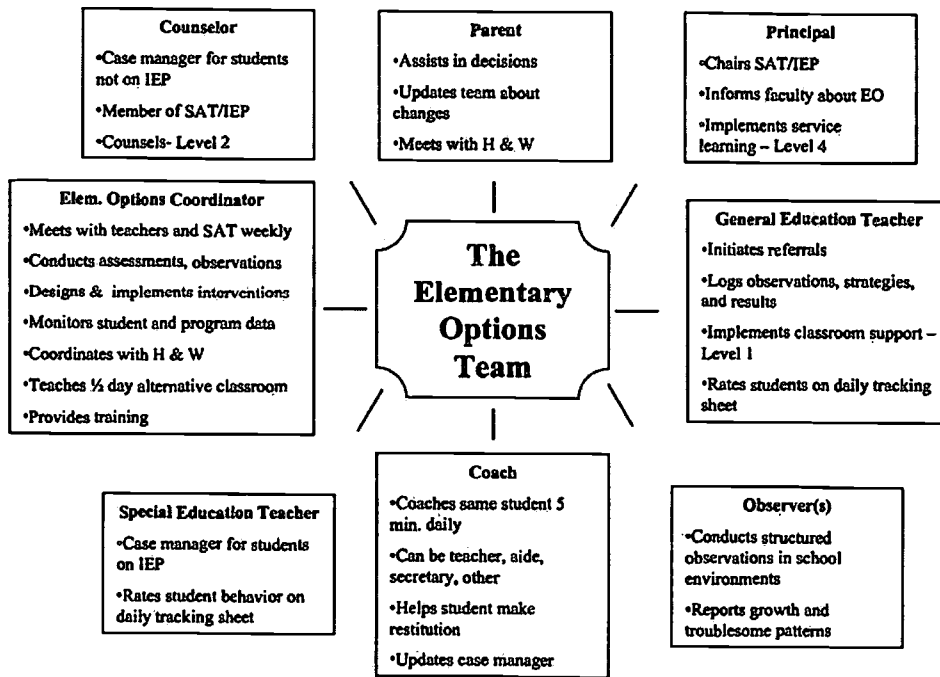 Counselor
•Case manager for students
not on IEP
•Member of SAT/IEP
•Counsels- Level 2
Parent
•Assists in decisions
•Updates team about
changes
•Meets with H & W
Principal
•Chairs SAT/IEP
•Informs faculty about EO
•Implements service
learning – Level 4
Elem. Options Coordinator
•Meets with teachers and SAT weekly
•Conducts assessments, observations
•Designs & implements interventions
•Monitors student and program data
•Coordinates with H & W
•Teaches ½ day alternative classroom
•Provides training
The
Elementary
Options
Team
General Education Teacher
•Initiates referrals
•Logs observations, strategies,
and results
•Implements classroom support –
Level 1
•Rates students on daily tracking
sheet
Special Education Teacher
•Case manager for students
on IEP
•Rates student behavior on
daily tracking sheet
Coach
•Coaches same student 5
min. daily
•Can be teacher, aide,
secretary, other
•Helps student make
restitution
•Updates case manager
Observer(s)
•Conducts structured
observations in school
environments
•Reports growth and
troublesome patterns